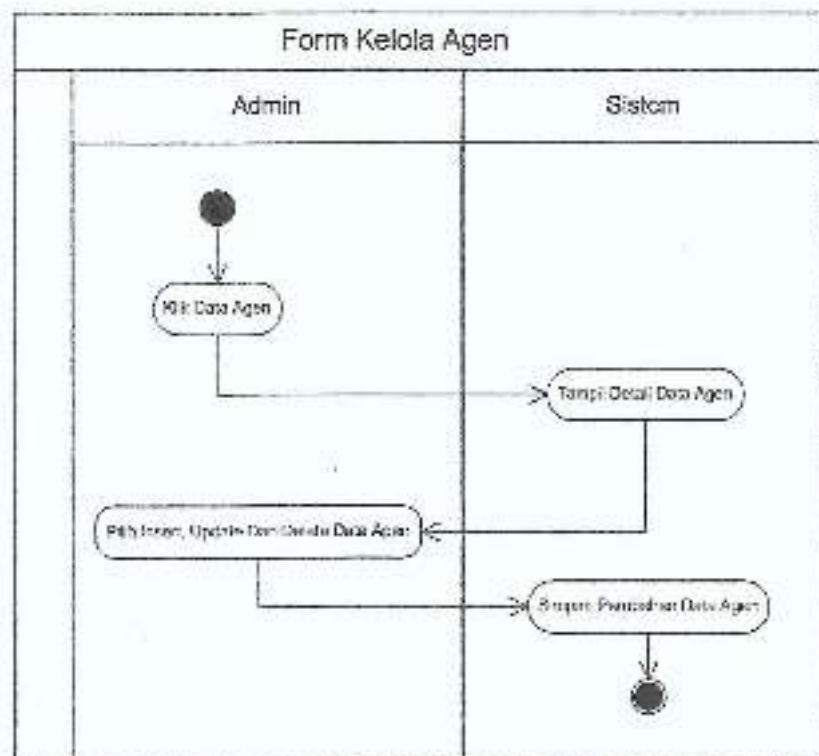 Form Kelola Agen
Admin
Sistem
Klik Data Agen
Tampil Detail Data Agen
Pilih Insert, Update Dan Delete Data Agen
Simpan Perubahan Data Agen